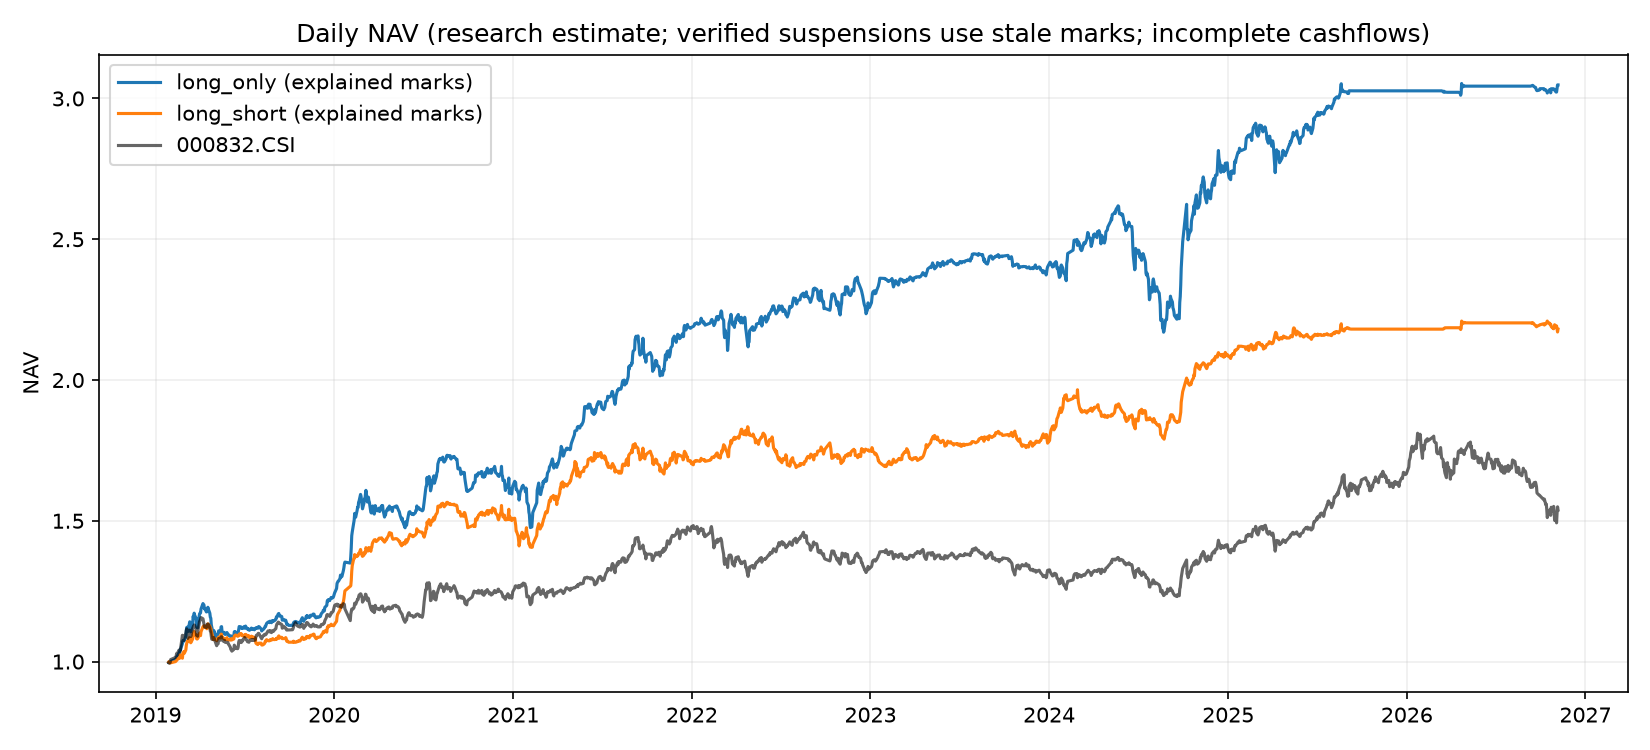 Daily NAV (research estimate; verified suspensions use stale marks; incomplete cashflows)
long_only (explained marks)
long_short (explained marks)
000832.CSI
NAV
3.0
2.5
2.0
1.5
1.0
2019 2020 2021 2022 2023 2024 2025 2026 2027